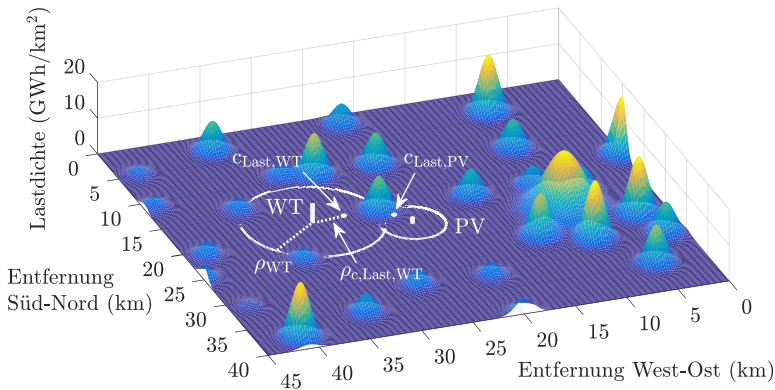 Lastdichte (GWh/km²)
20
10
0
0
5
10
15
20
25
30
35
40
Entfernung
Süd-Nord (km)
45
40
35
30
25
20
15
10
5
0
Entfernung West-Ost (km)
c_Last,WT
c_Last,PV
WT
PV
ρ_WT
ρ_c,Last,WT